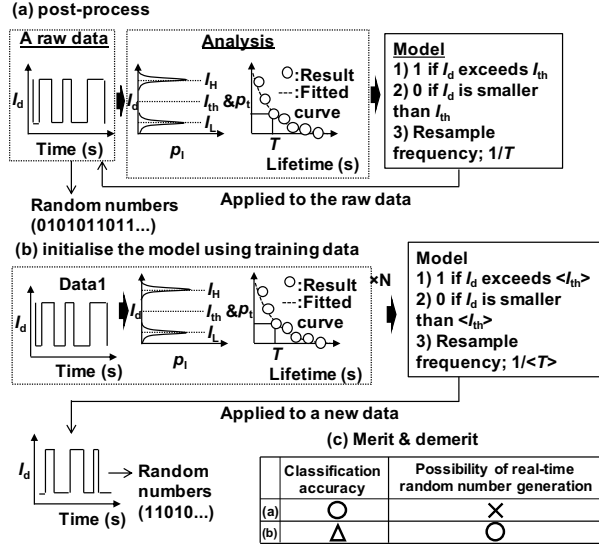 (a) post-process
A raw data
Analysis
Id
Time (s)
Id
IH
Ith
IL
pI
&pt
○:Result
--:Fitted
curve
T
Lifetime (s)
Model
1) 1 if Id exceeds Ith
2) 0 if Id is smaller
than Ith
3) Resample
frequency; 1/T
Applied to the raw data
Random numbers
(0101011011...)
(b) initialise the model using training data
Data1
Id
Time (s)
Id
IH
Ith
IL
pI
&pt
○:Result
---:Fitted
curve
T
Lifetime (s)
×N
Model
1) 1 if Id exceeds <Ith>
2) 0 if Id is smaller
than <Ith>
3) Resample
frequency; 1/<T>
Applied to a new data
Id
Time (s)
Random
numbers
(11010...)
(c) Merit & demerit
Classification accuracy
Possibility of real-time random number generation
(a) ○ ×
(b) △ ○